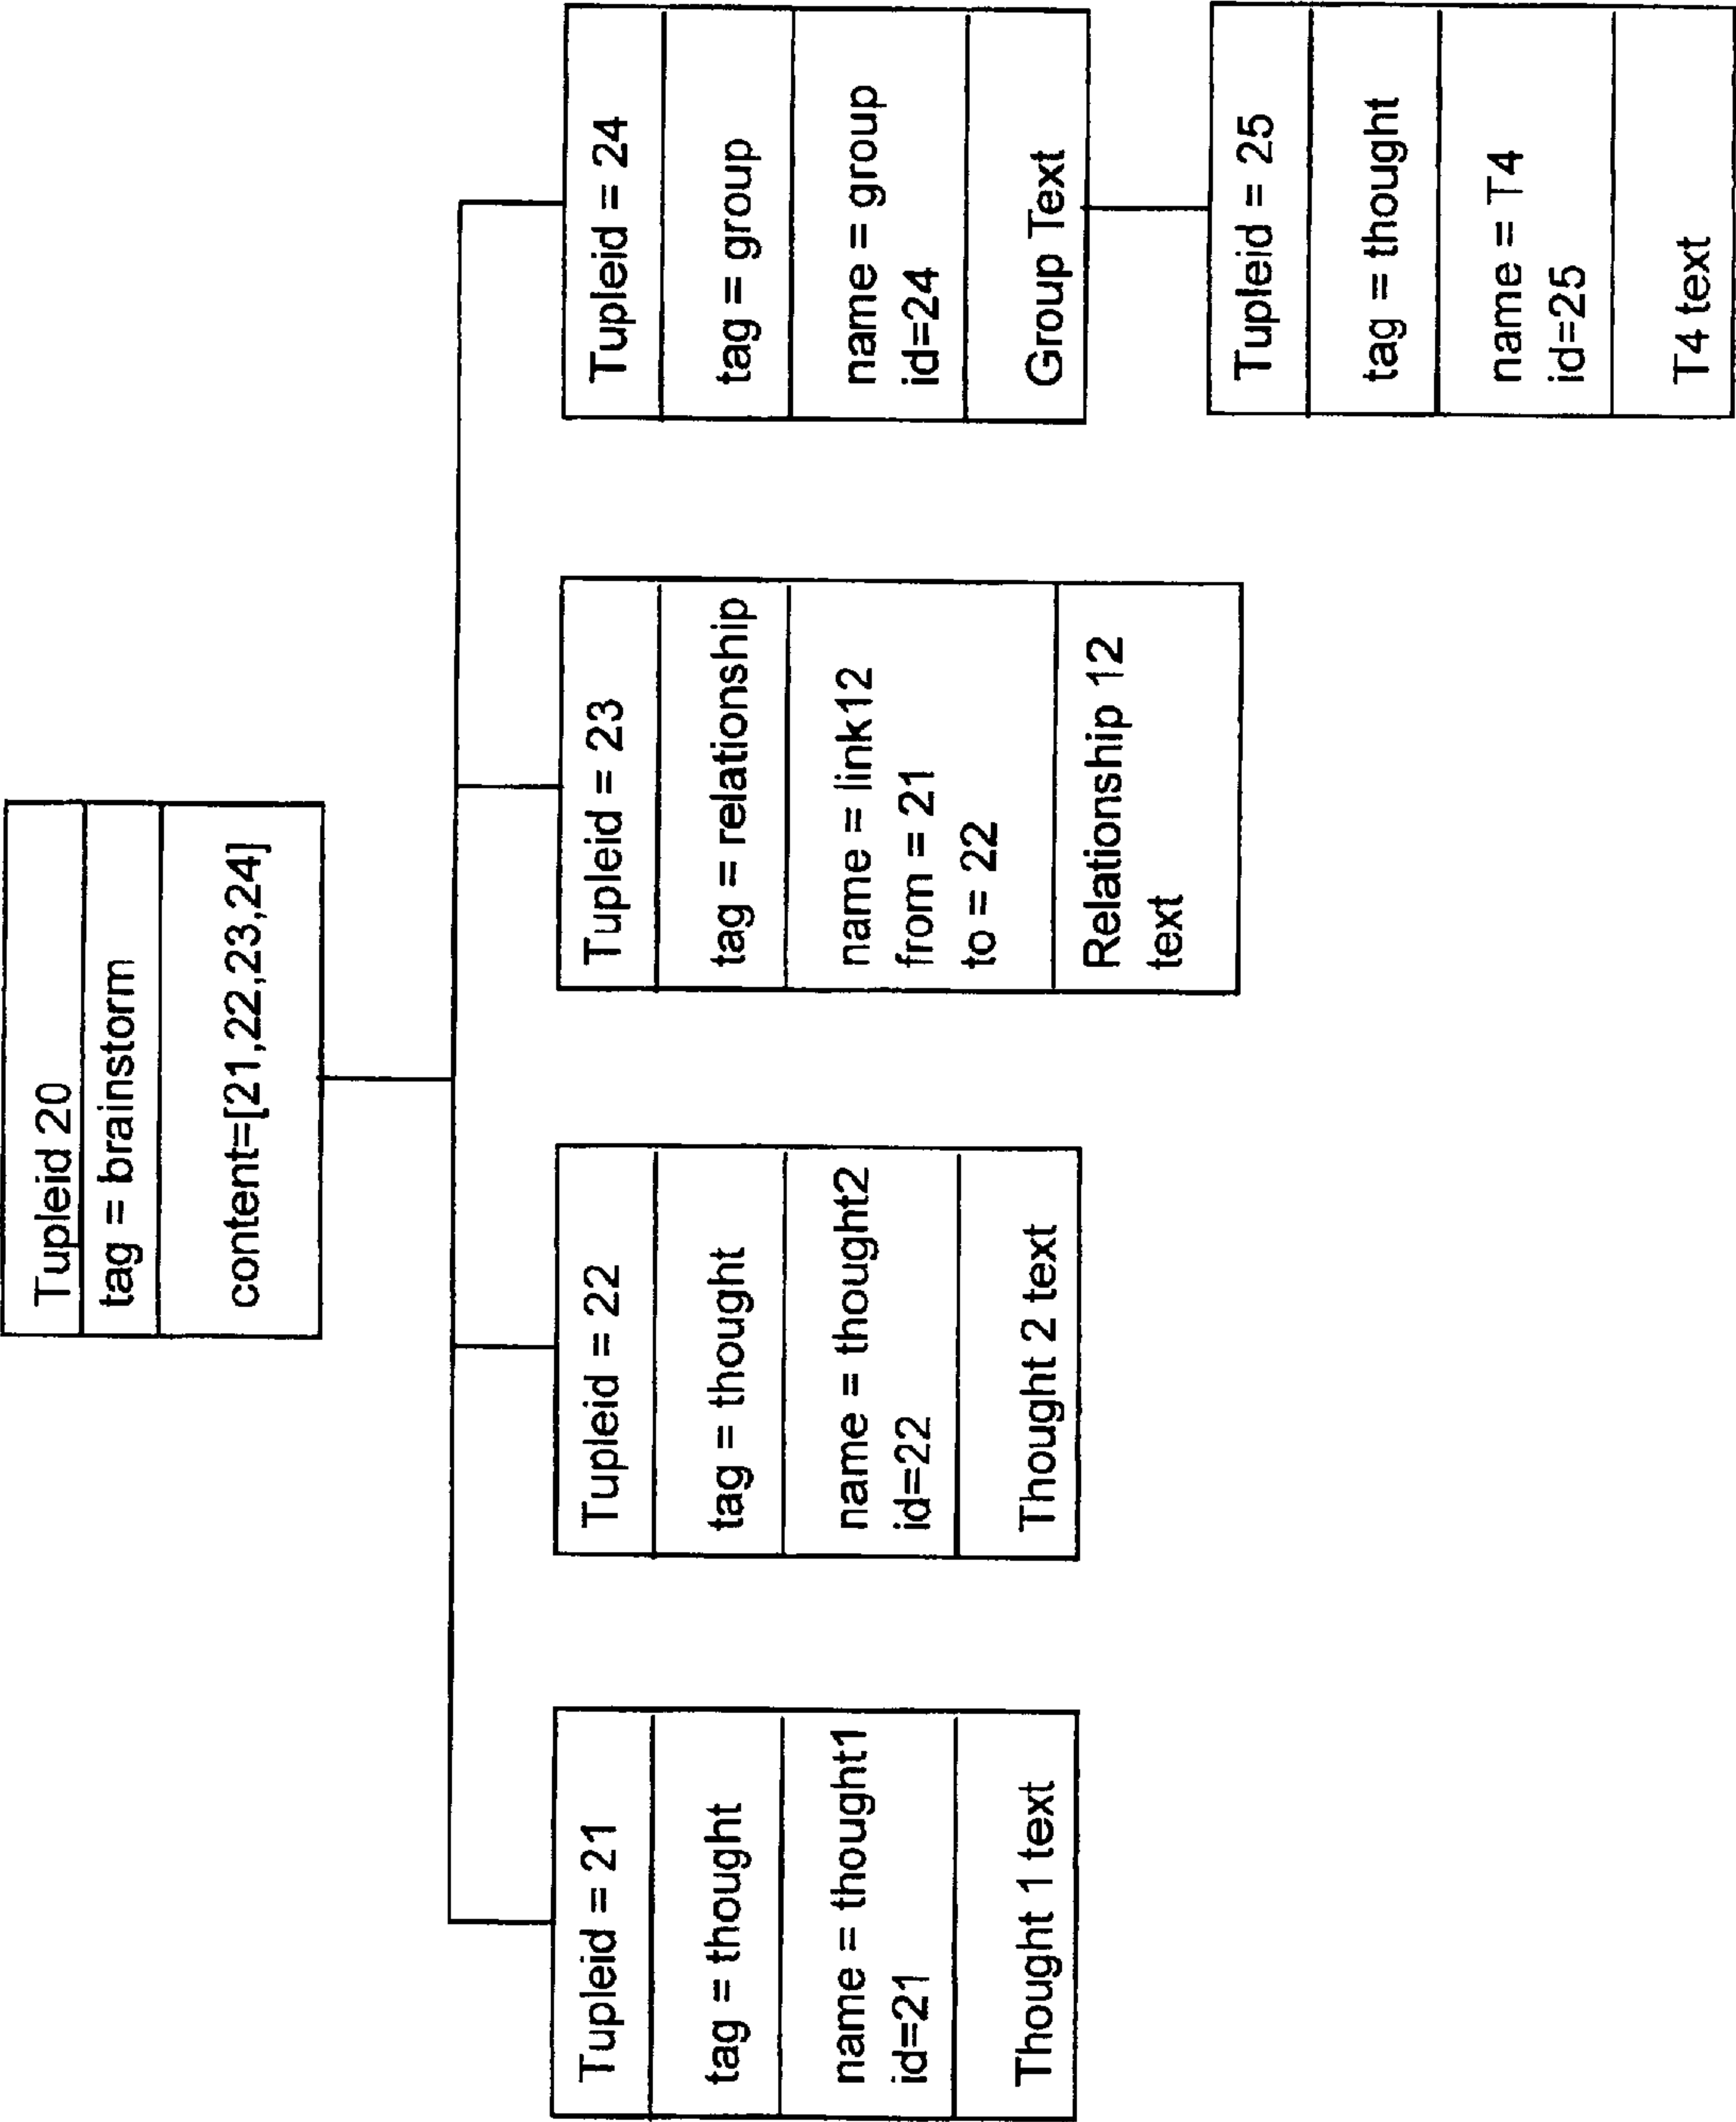 Tupleid 20
tag = brainstorm
content=[21,22,23,24]
Tupleid = 21
tag = thought
name = thought1
id=21
Thought 1 text
Tupleid = 22
tag = thought
name = thought2
id=22
Thought 2 text
Tupleid = 23
tag = relationship
name = link12
from = 21
to = 22
Relationship 12
text
Tupleid = 24
tag = group
name = group
id=24
Group Text
Tupleid = 25
tag = thought
name = T4
id=25
T4 text